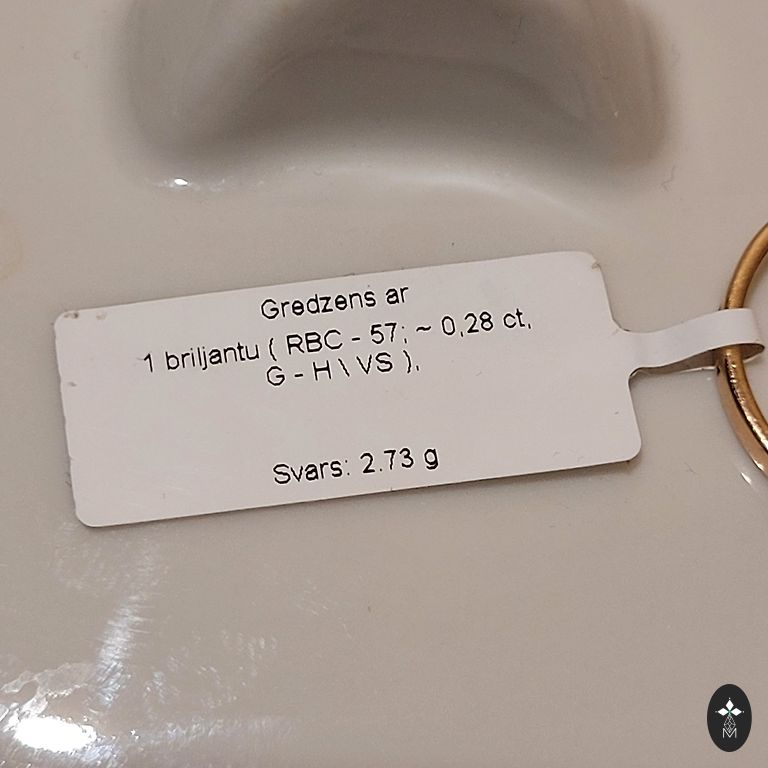 Gredzens ar
1 briljantu ( RBC - 57; ~ 0,28 ct,
G - H \ VS ).
Svars: 2.73 g
M